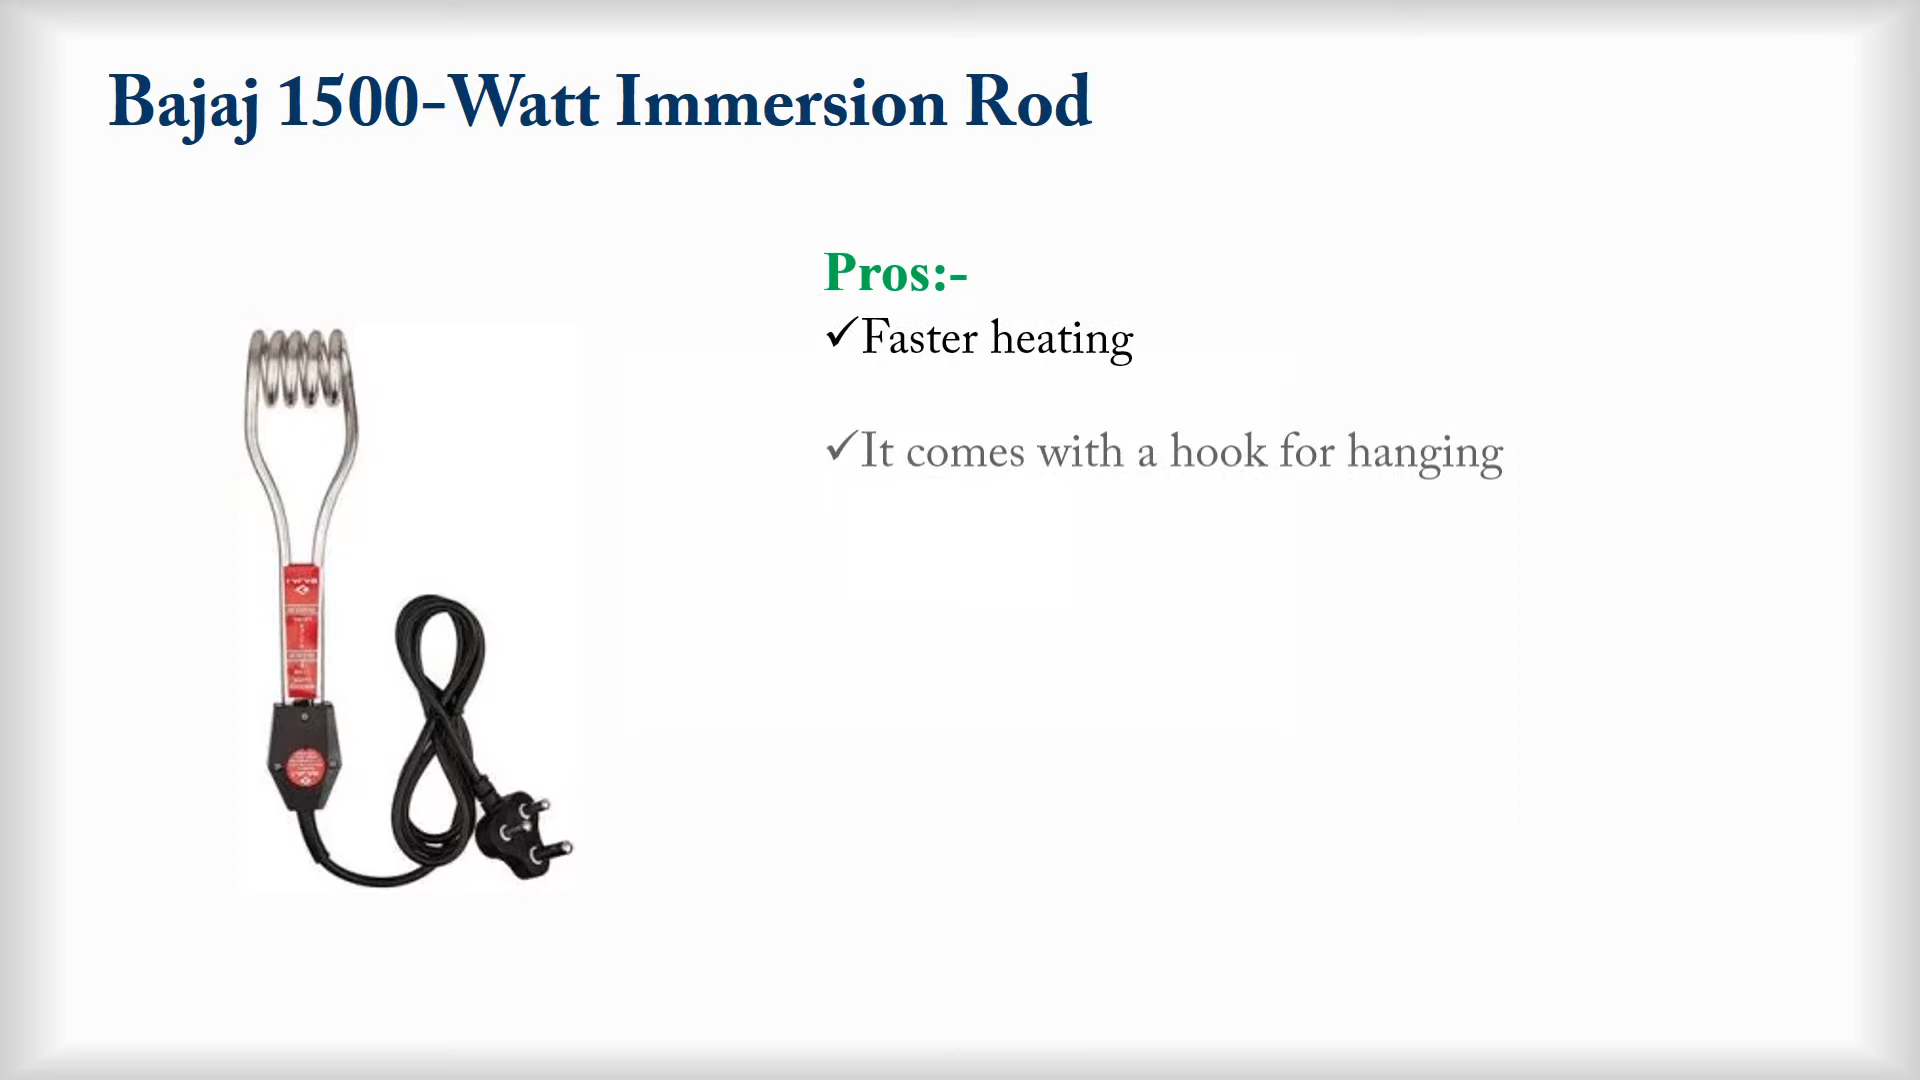 Bajaj 1500-Watt Immersion Rod
Pros:-
✓Faster heating
✓It comes with a hook for hanging